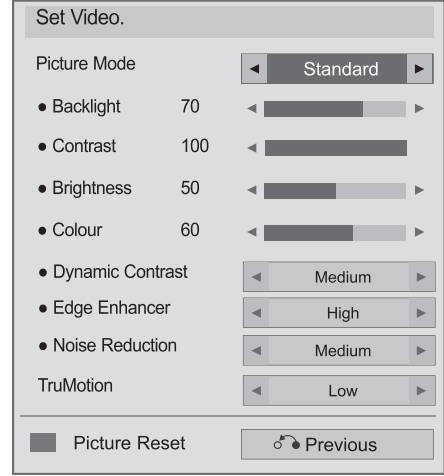 Set Video.
Picture Mode Standard
● Backlight 70
● Contrast 100
● Brightness 50
● Colour 60
● Dynamic Contrast Medium
● Edge Enhancer High
● Noise Reduction Medium
TruMotion Low
Picture Reset Previous